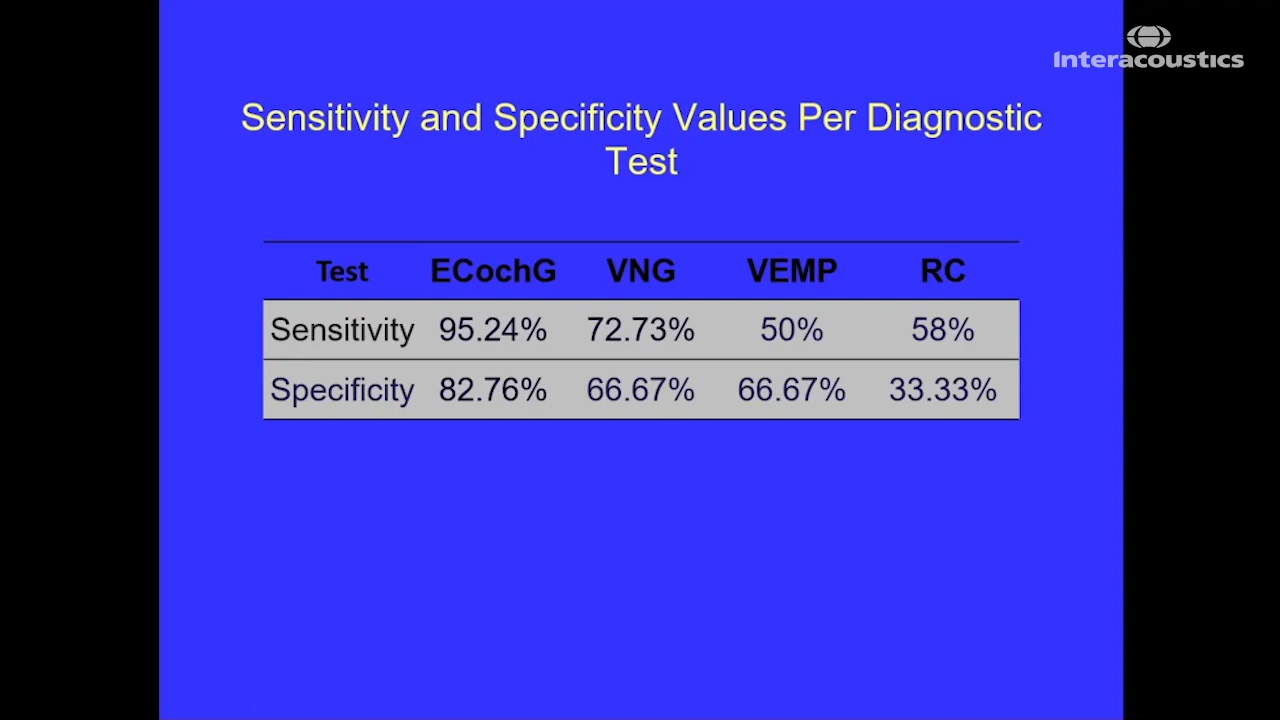 Interacoustics
Sensitivity and Specificity Values Per Diagnostic
Test
Test ECochG VNG VEMP RC
Sensitivity 95.24% 72.73% 50% 58%
Specificity 82.76% 66.67% 66.67% 33.33%